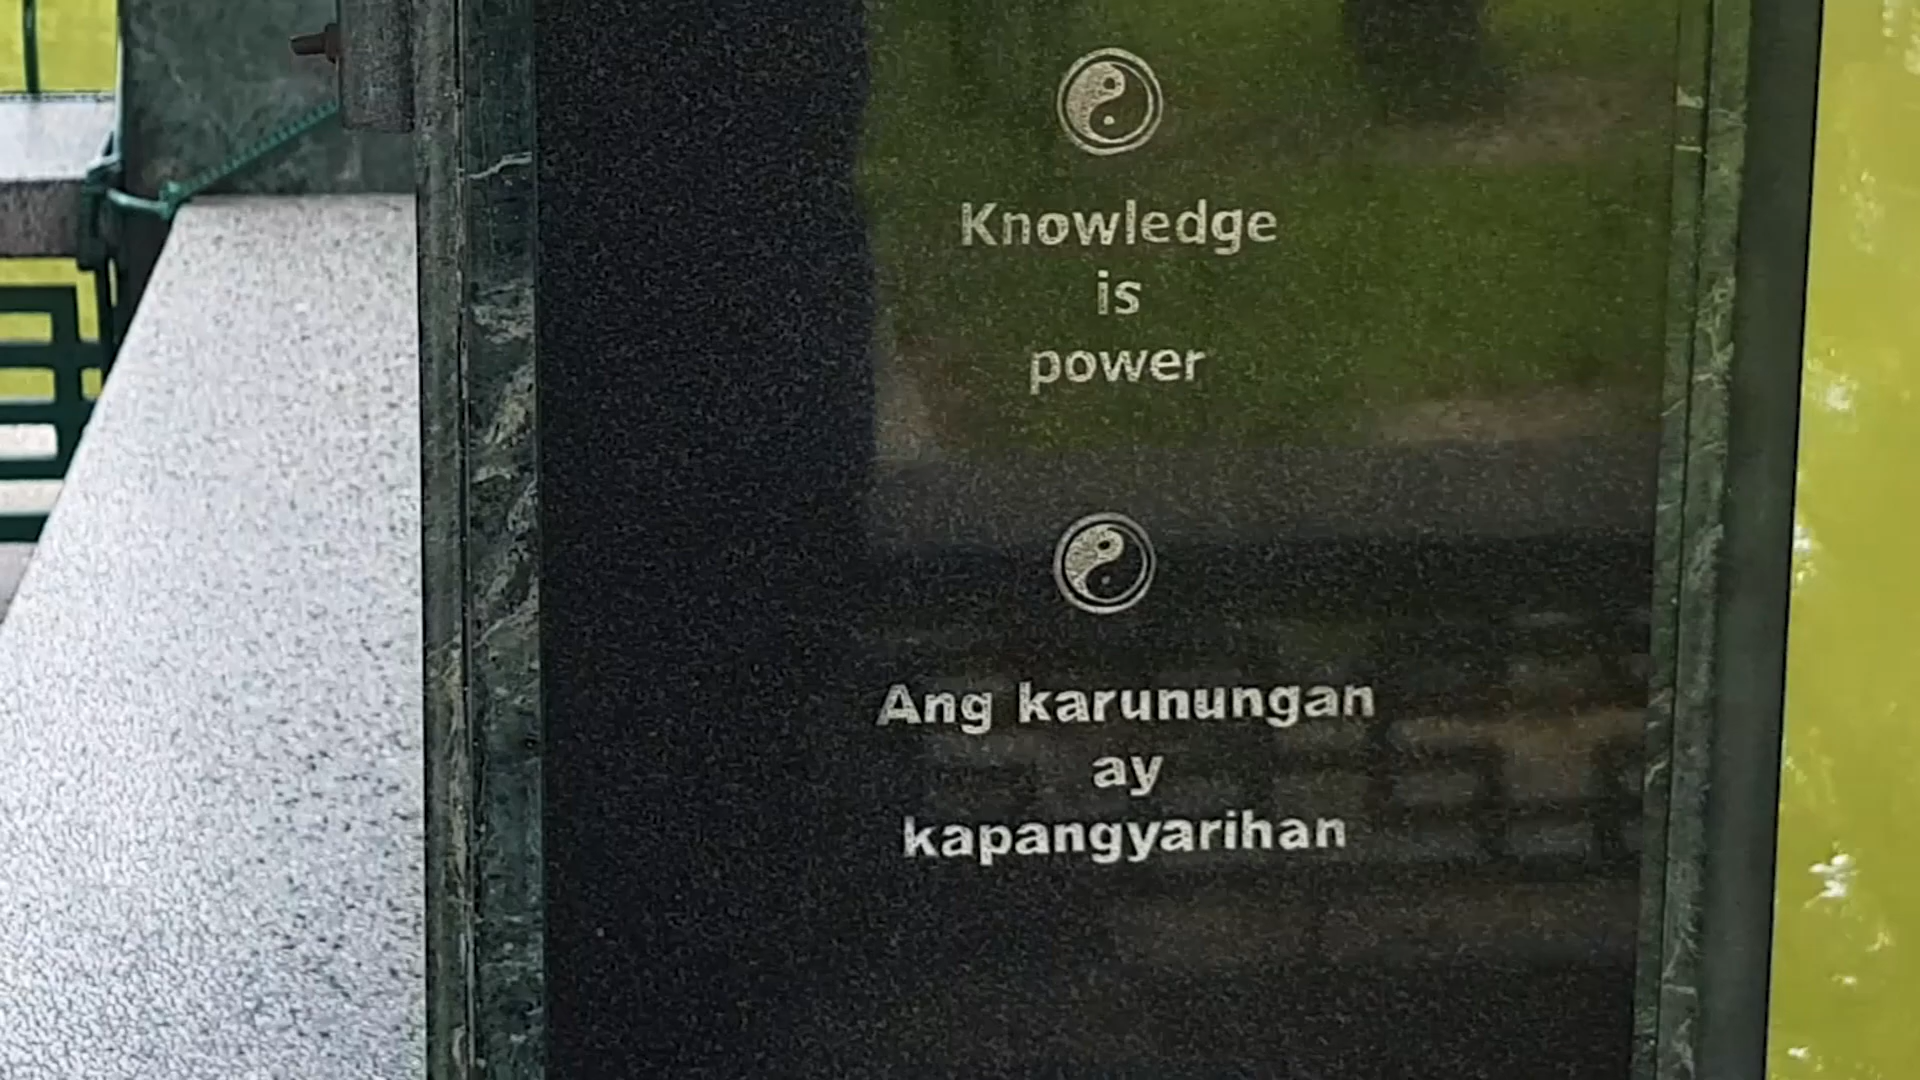 Knowledge
is
power
Ang karunungan
ay
kapangyarihan